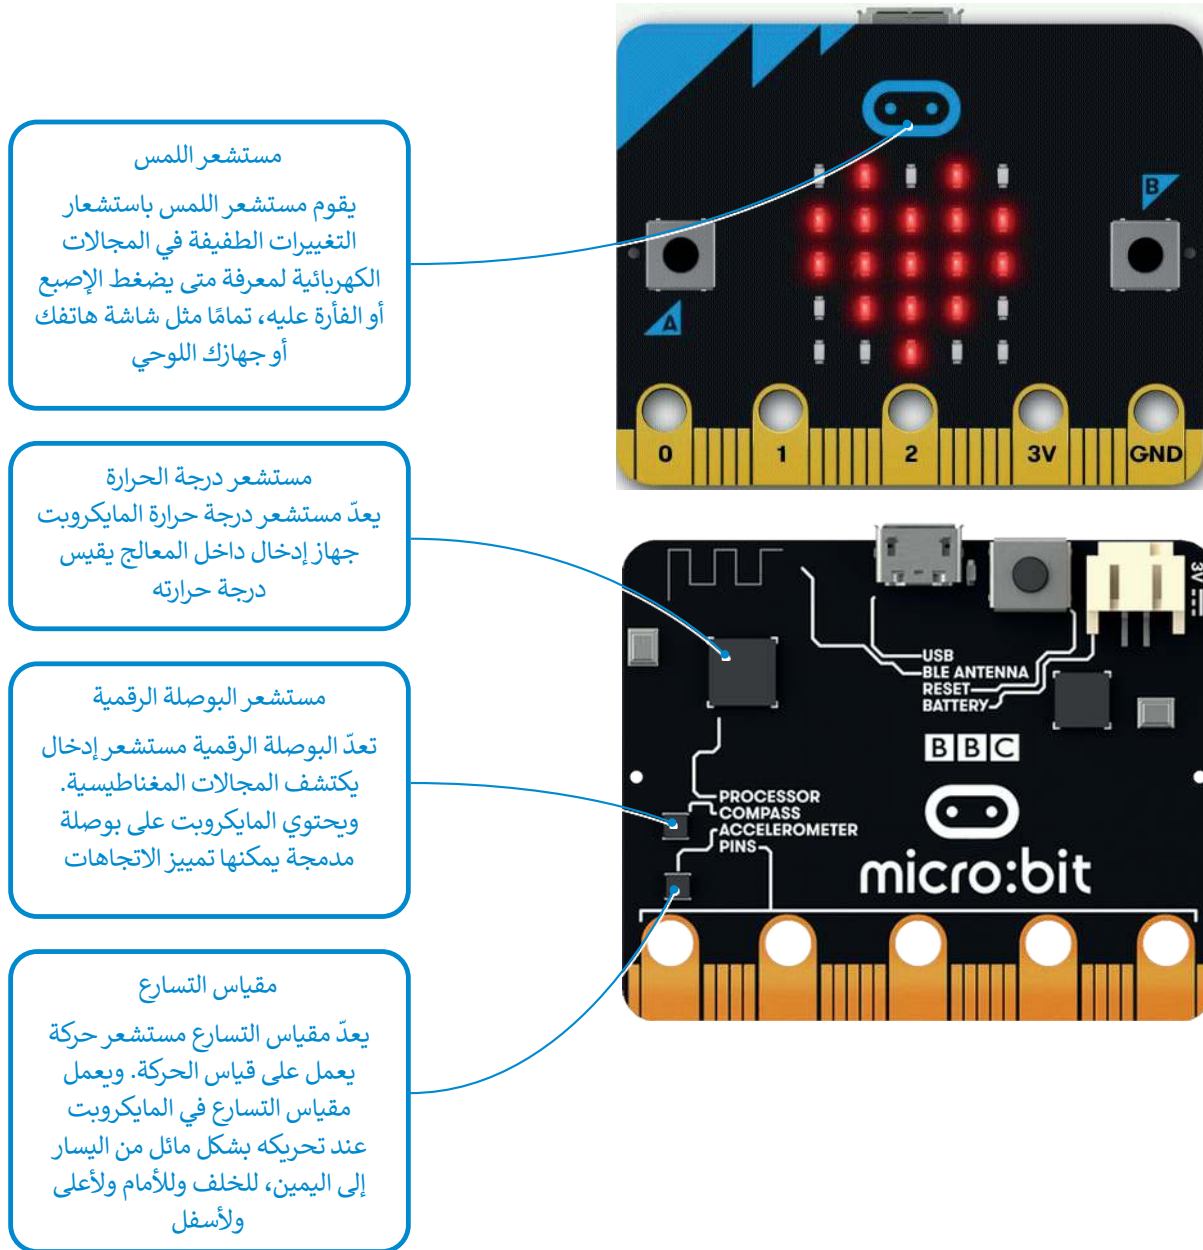 مستشعر اللمس
يقوم مستشعر اللمس باستشعار
التغييرات الطفيفة في المجالات
الكهربائية لمعرفة متى يضغط الإصبع
أو الفأرة عليه، تمامًا مثل شاشة هاتفك
أو جهازك اللوحي
مستشعر درجة الحرارة
يعدّ مستشعر درجة حرارة المايكروبت
جهاز إدخال داخل المعالج يقيس
درجة حرارته
مستشعر البوصلة الرقمية
تعدّ البوصلة الرقمية مستشعر إدخال
يكتشف المجالات المغناطيسية.
ويحتوي المايكروبت على بوصلة
مدمجة يمكنها تمييز الاتجاهات
مقياس التسارع
يعدّ مقياس التسارع مستشعر حركة
يعمل على قياس الحركة. ويعمل
مقياس التسارع في المايكروبت
عند تحريكه بشكل مائل من اليسار
إلى اليمين، للخلف وللأمام ولأعلى
ولأسفل
B
A
0 1 2 3V GND
3V
USB
BLE ANTENNA
RESET
BATTERY
BBC
PROCESSOR
COMPASS
ACCELEROMETER
PINS
micro:bit